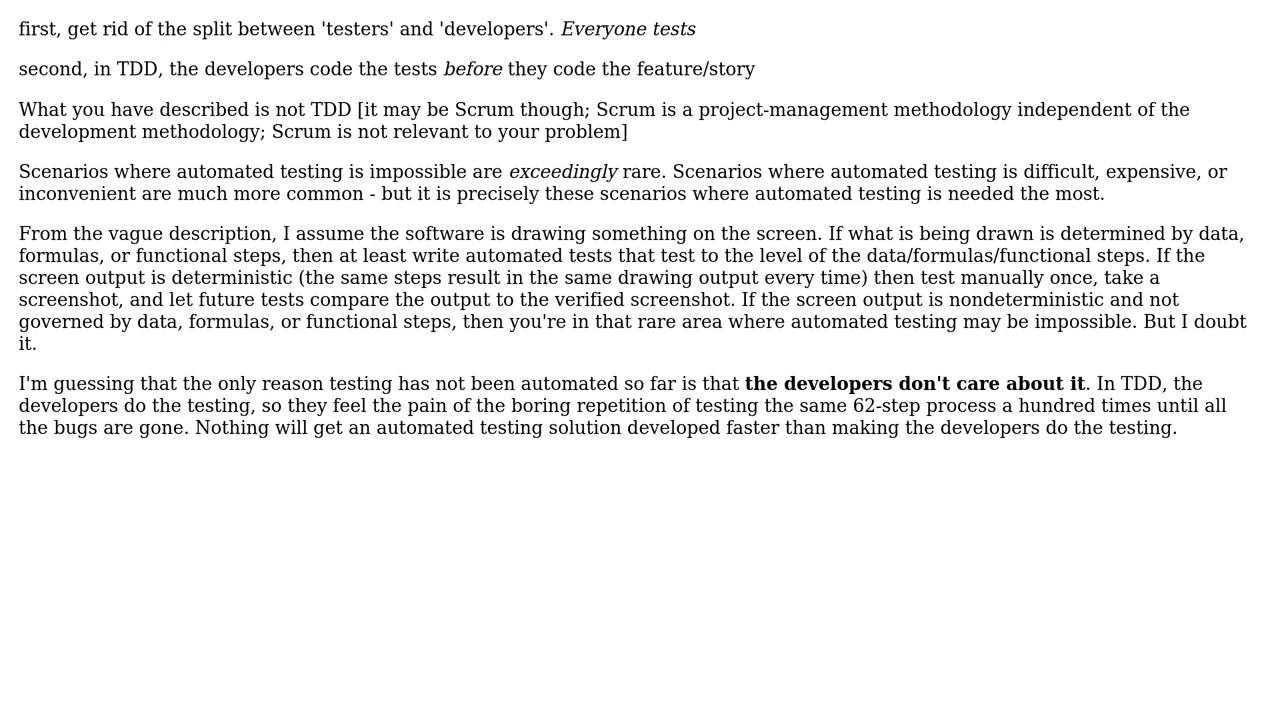 first, get rid of the split between 'testers' and 'developers'. Everyone tests
second, in TDD, the developers code the tests before they code the feature/story
What you have described is not TDD [it may be Scrum though; Scrum is a project-management methodology independent of the
development methodology; Scrum is not relevant to your problem]
Scenarios where automated testing is impossible are exceedingly rare. Scenarios where automated testing is difficult, expensive, or
inconvenient are much more common - but it is precisely these scenarios where automated testing is needed the most.
From the vague description, I assume the software is drawing something on the screen. If what is being drawn is determined by data,
formulas, or functional steps, then at least write automated tests that test to the level of the data/formulas/functional steps. If the
screen output is deterministic (the same steps result in the same drawing output every time) then test manually once, take a
screenshot, and let future tests compare the output to the verified screenshot. If the screen output is nondeterministic and not
governed by data, formulas, or functional steps, then you're in that rare area where automated testing may be impossible. But I doubt
it.
I'm guessing that the only reason testing has not been automated so far is that the developers don't care about it. In TDD, the
developers do the testing, so they feel the pain of the boring repetition of testing the same 62-step process a hundred times until all
the bugs are gone. Nothing will get an automated testing solution developed faster than making the developers do the testing.